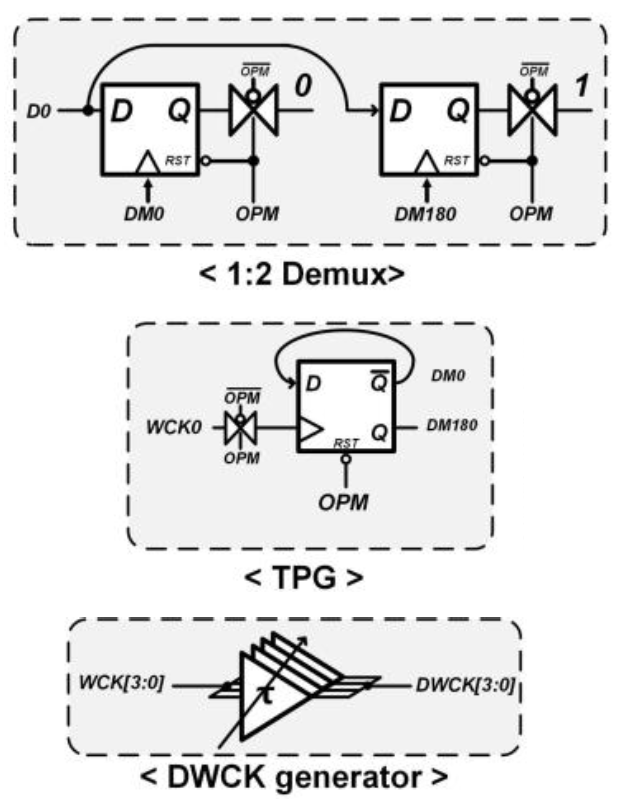 OPM 0 OPM 1
D0 D Q D Q
RST RST
DM0 OPM DM180 OPM
< 1:2 Demux>
D Q DM0
OPM
WCK0 Q DM180
OPM RST
OPM
< TPG >
WCK[3:0] τ DWCK[3:0]
< DWCK generator >